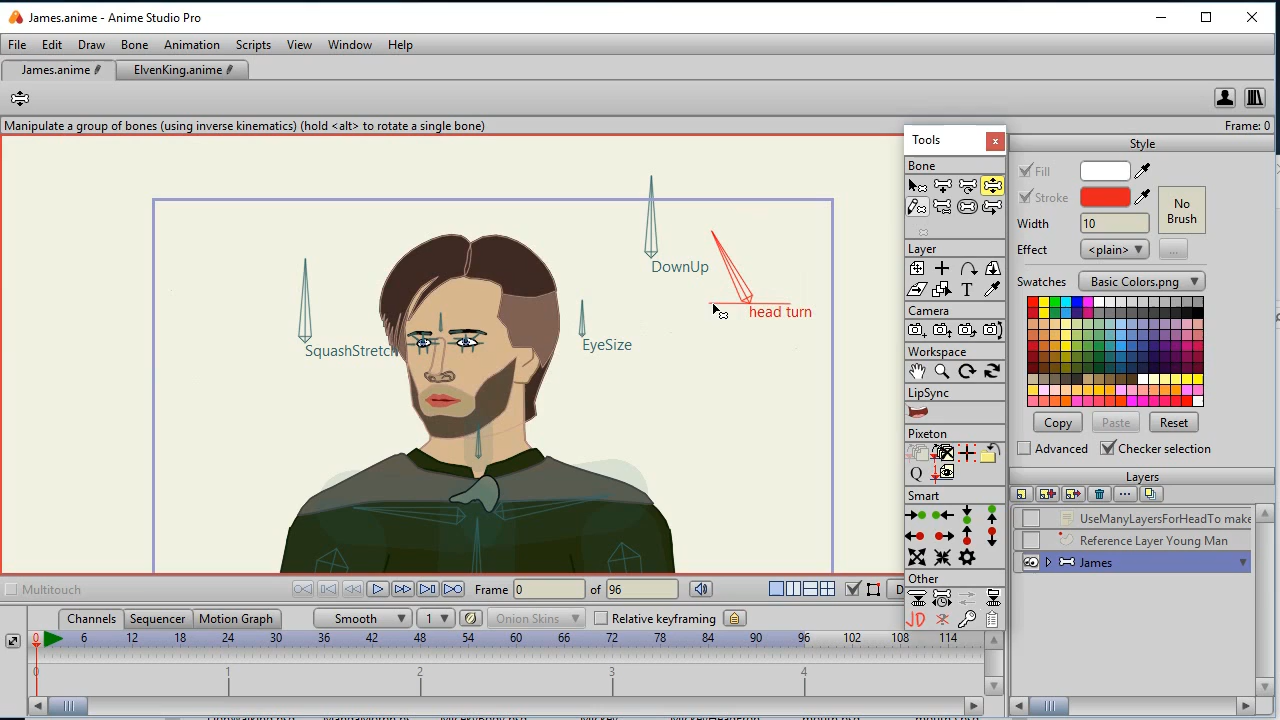 James.anime - Anime Studio Pro
File Edit Draw Bone Animation Scripts View Window Help
James.anime ElvenKing.anime
Manipulate a group of bones (using inverse kinematics) (hold <alt> to rotate a single bone) Frame: 0
Tools
Style
Bone
Fill
Stroke
No Brush
Width 10
Effect <plain> ...
Layer
Swatches Basic Colors.png
T
Camera
Workspace
LipSync
Copy Paste Reset
Pixeton
Advanced Checker selection
Q
Layers
Smart
UseManyLayersForHeadTo make
Reference Layer Young Man
James
Other
JD
DownUp
head turn
EyeSize
SquashStretch
Multitouch Frame 0 of 96 D
Channels Sequencer Motion Graph Smooth 1 Onion Skins Relative keyframing
0 6 12 18 24 30 36 42 48 54 60 66 72 78 84 90 96 102 108 114
0 1 2 3 4